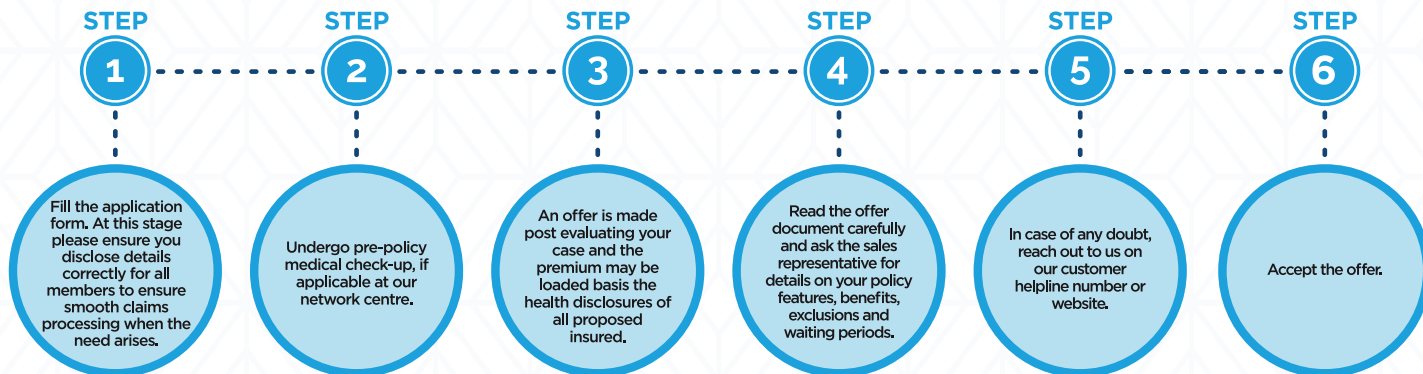 STEP
1
Fill the application
form. At this stage
please ensure you
disclose details
correctly for all
members to ensure
smooth claims
processing when the
need arises.
STEP
2
Undergo pre-policy
medical check-up, if
applicable at our
network centre.
STEP
3
An offer is made
post evaluating your
case and the
premium may be
loaded basis the
health disclosures of
all proposed
insured.
STEP
4
Read the offer
document carefully
and ask the sales
representative for
details on your policy
features, benefits,
exclusions and
waiting periods.
STEP
5
In case of any doubt,
reach out to us on
our customer
helpline number or
website.
STEP
6
Accept the offer.